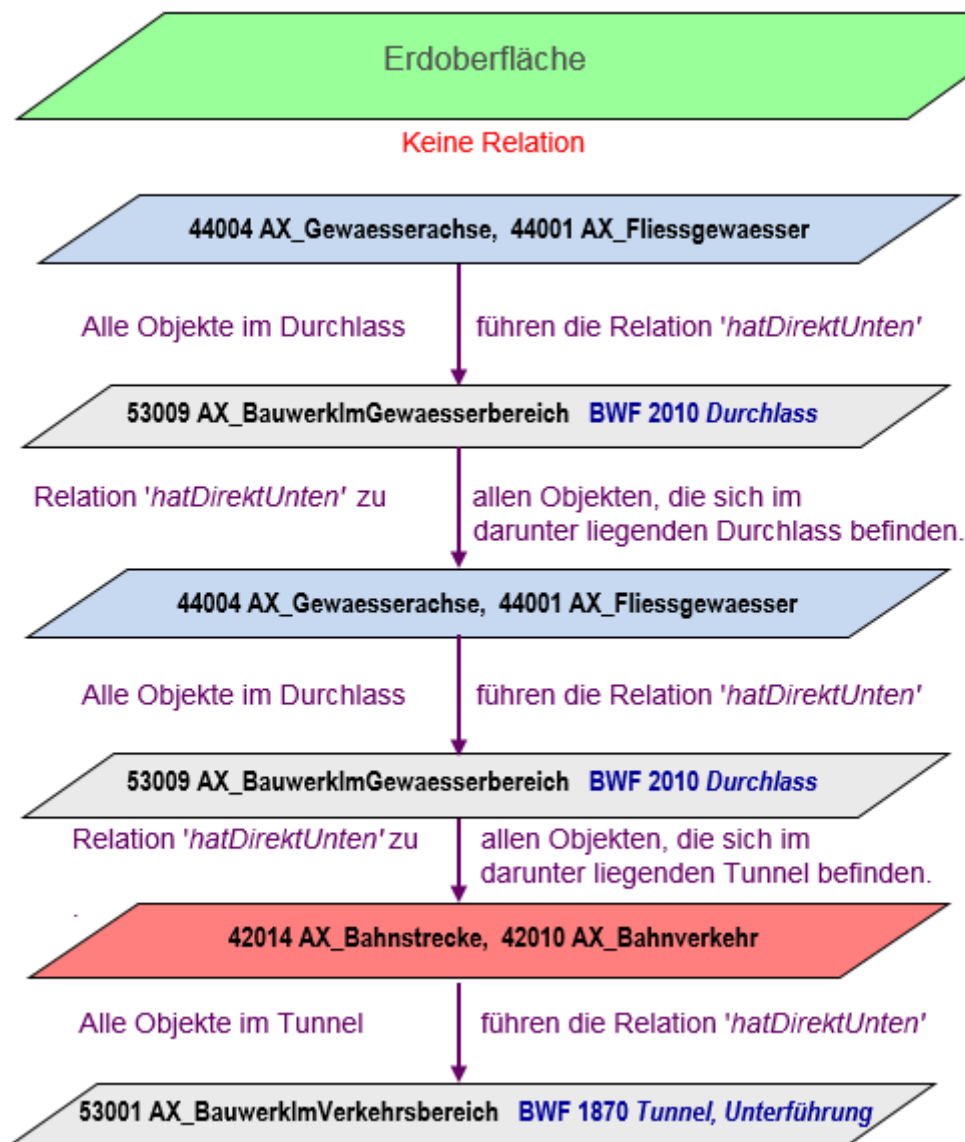 Erdoberfläche
Keine Relation
44004 AX_Gewaesserachse, 44001 AX_Fliessgewaesser
Alle Objekte im Durchlass führen die Relation 'hatDirektUnten'
53009 AX_BauwerkImGewaesserbereich BWF 2010 Durchlass
Relation 'hatDirektUnten' zu allen Objekten, die sich im
darunter liegenden Durchlass befinden.
44004 AX_Gewaesserachse, 44001 AX_Fliessgewaesser
Alle Objekte im Durchlass führen die Relation 'hatDirektUnten'
53009 AX_BauwerkImGewaesserbereich BWF 2010 Durchlass
Relation 'hatDirektUnten' zu allen Objekten, die sich im
darunter liegenden Tunnel befinden.
.
42014 AX_Bahnstrecke, 42010 AX_Bahnverkehr
Alle Objekte im Tunnel führen die Relation 'hatDirektUnten'
53001 AX_BauwerkImVerkehrsbereich BWF 1870 Tunnel, Unterführung